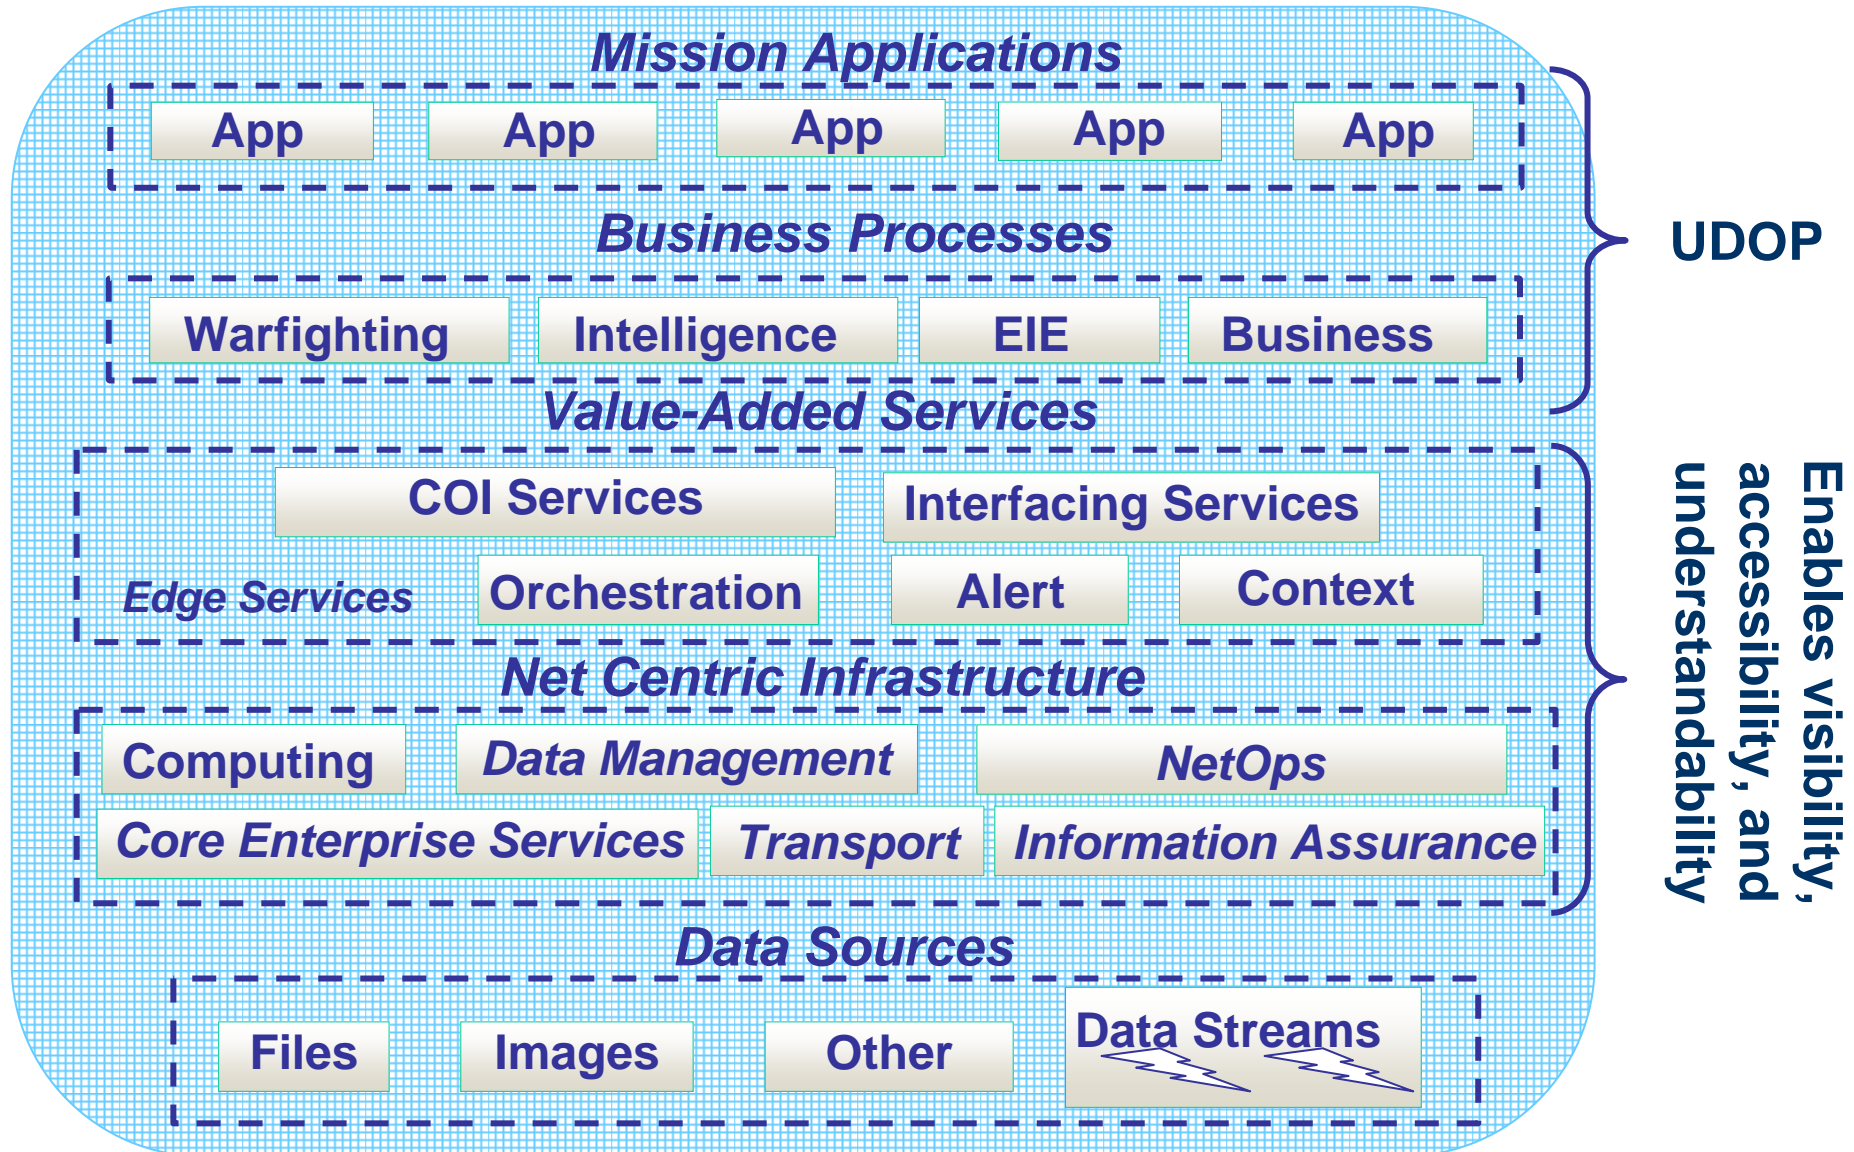 Mission Applications
App App App App App
Business Processes
UDOP
Warfighting Intelligence EIE Business
Value-Added Services
COI Services Interfacing Services
Edge Services Orchestration Alert Context
Enables visibility,
accessibility, and
understandability
Net Centric Infrastructure
Computing Data Management NetOps
Core Enterprise Services Transport Information Assurance
Data Sources
Files Images Other Data Streams